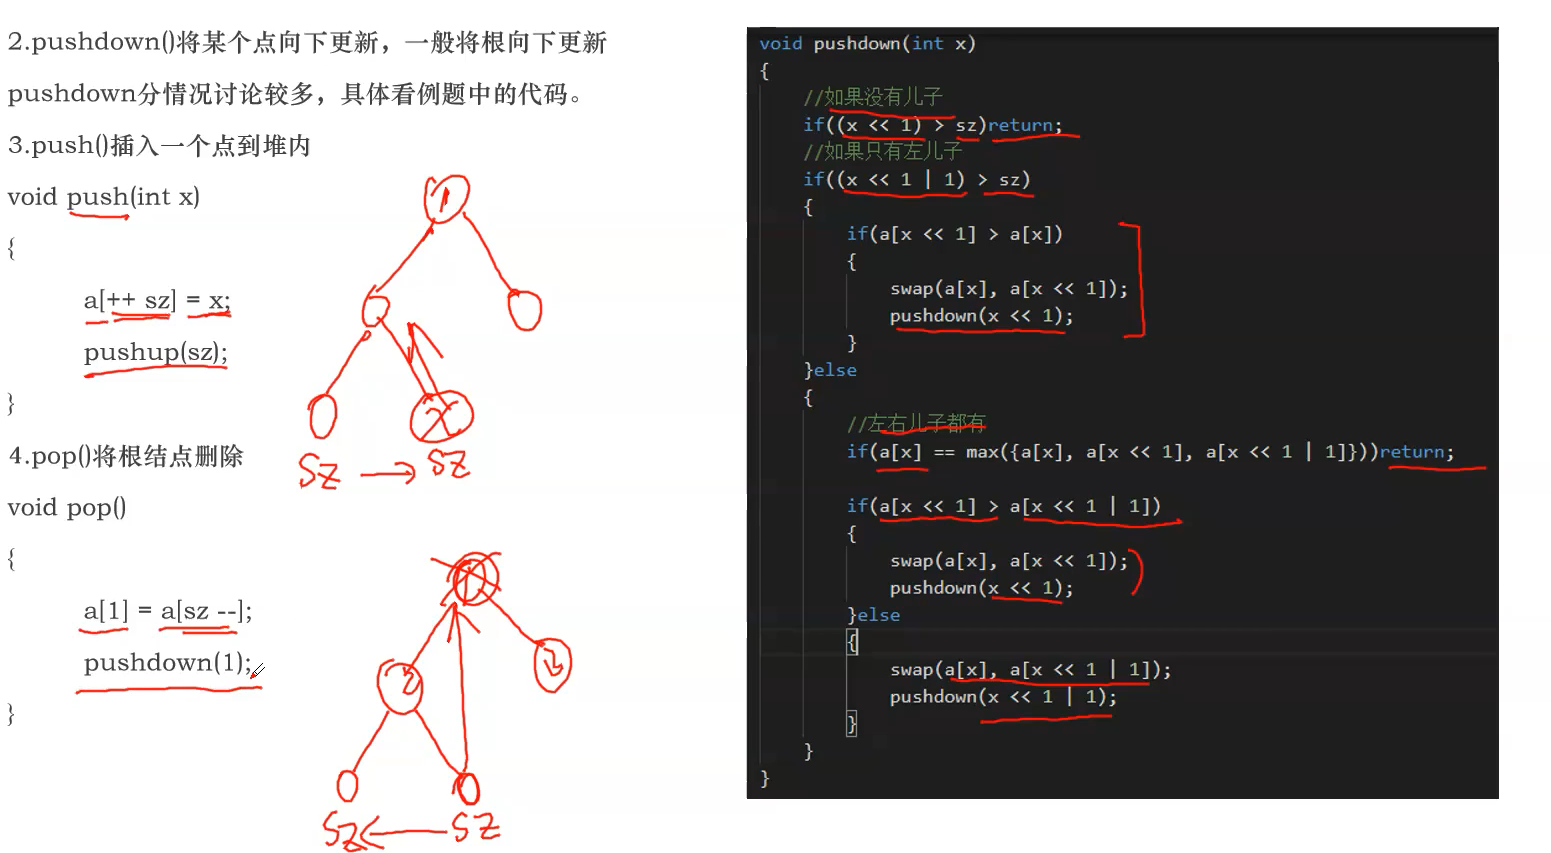 2.pushdown()将某个点向下更新，一般将根向下更新
pushdown分情况讨论较多，具体看例题中的代码。
3.push()插入一个点到堆内
void push(int x)
{
a[++ sz] = x;
pushup(sz);
}
4.pop()将根结点删除
void pop()
{
a[1] = a[sz --];
pushdown(1);
}
1
x
sz → sz
1
2
3
sz ← sz
void pushdown(int x)
{
//如果没有儿子
if((x << 1) > sz)return;
//如果只有左儿子
if((x << 1 | 1) > sz)
{
if(a[x << 1] > a[x])
{
swap(a[x], a[x << 1]);
pushdown(x << 1);
}
}else
{
//左右儿子都有
if(a[x] == max({a[x], a[x << 1], a[x << 1 | 1]}))return;
if(a[x << 1] > a[x << 1 | 1])
{
swap(a[x], a[x << 1]);
pushdown(x << 1);
}else
{
swap(a[x], a[x << 1 | 1]);
pushdown(x << 1 | 1);
}
}
}